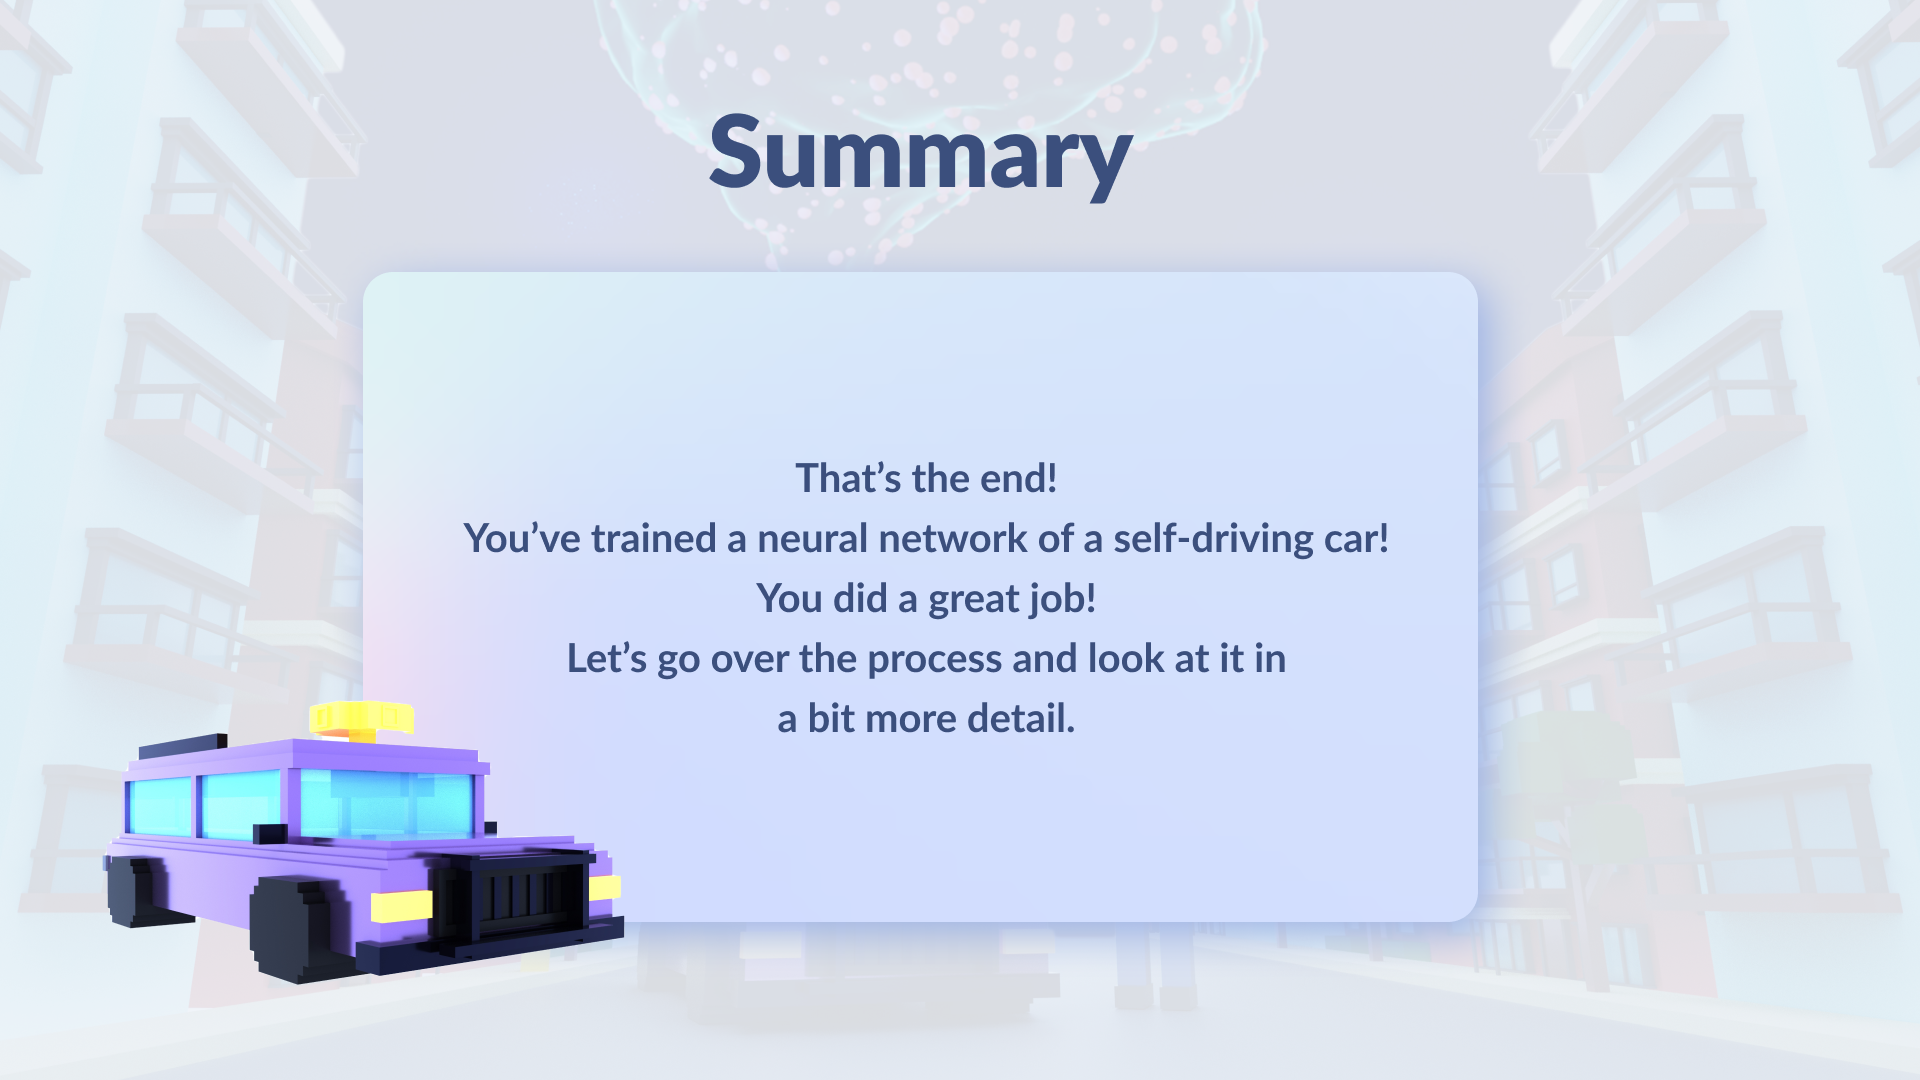 Summary
That’s the end!
You’ve trained a neural network of a self-driving car!
You did a great job!
Let’s go over the process and look at it in
a bit more detail.